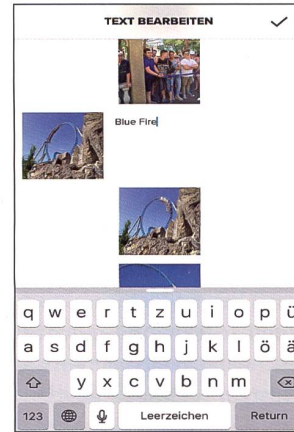 TEXT BEARBEITEN
Blue Fire
q w e r t z u i o p ü
a s d f g h j k l ö ä
y x c v b n m
123 Leerzeichen Return